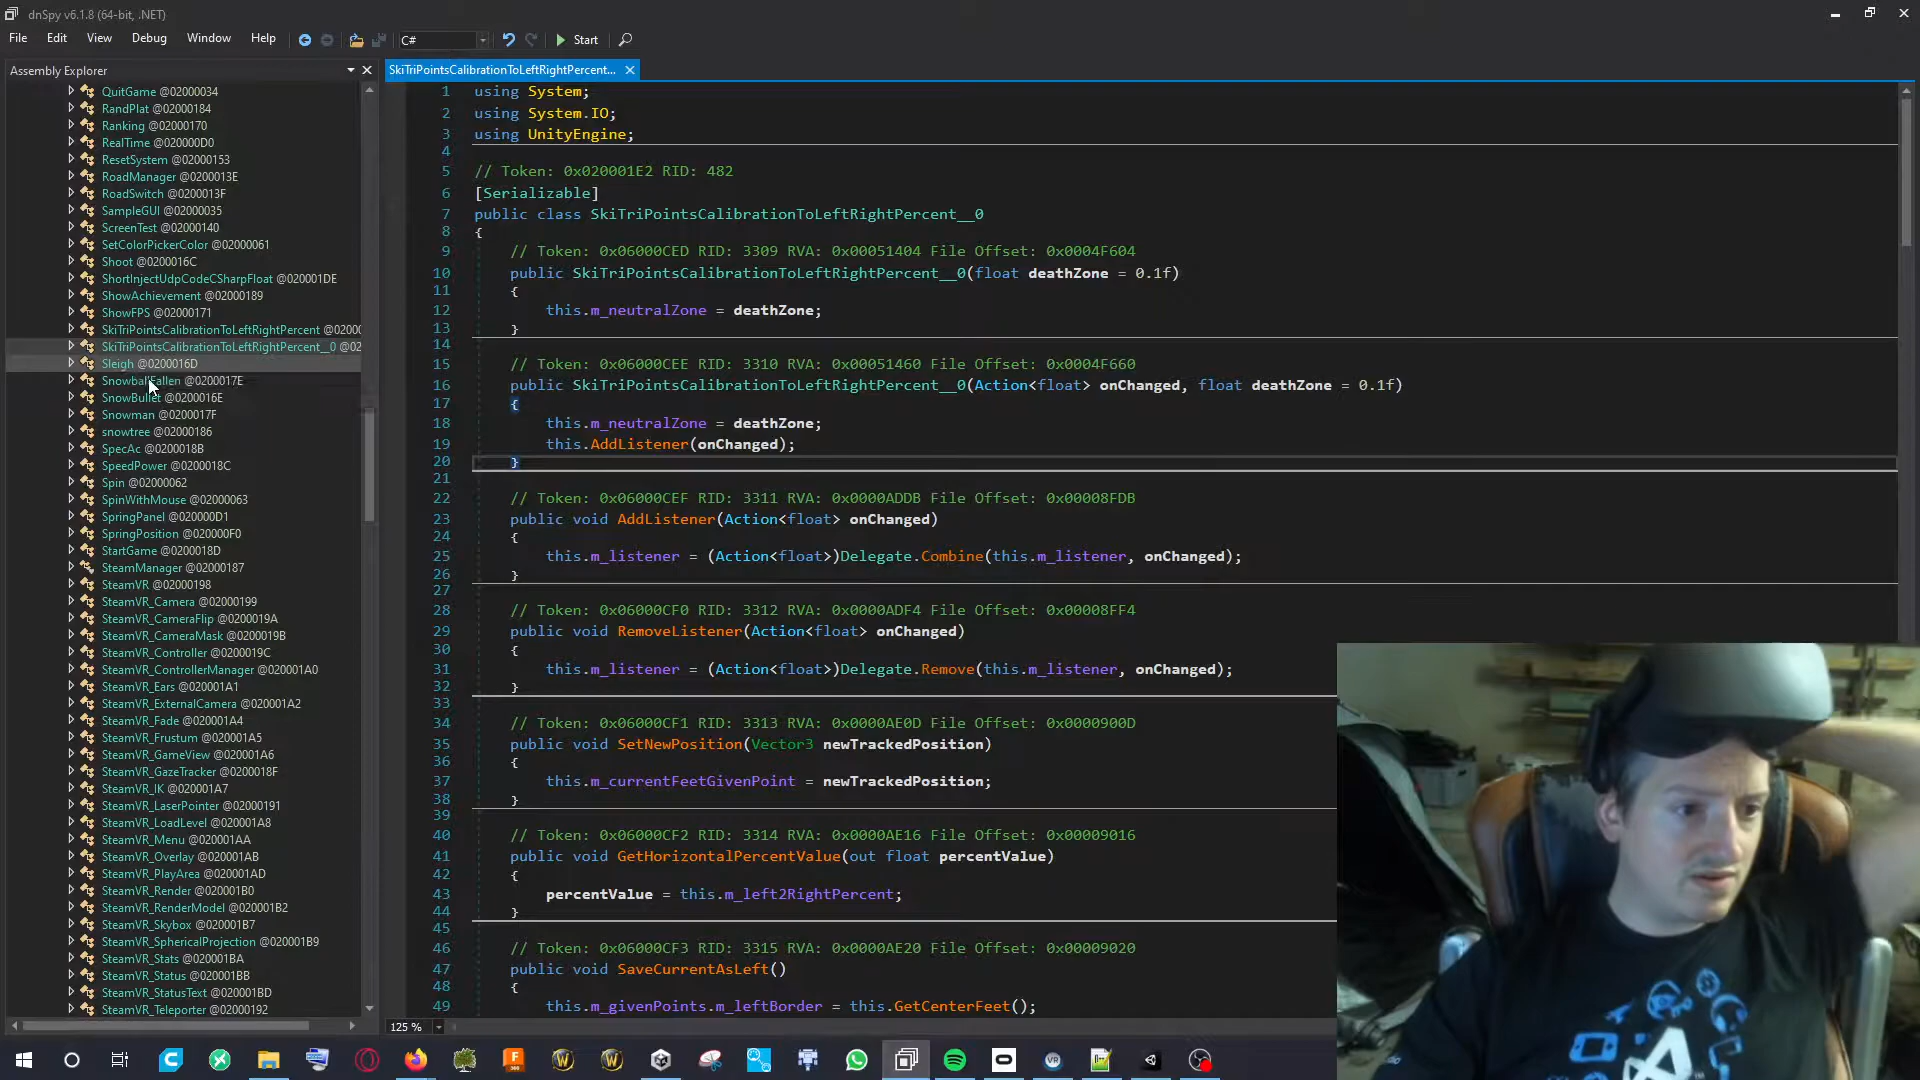 dnSpy v6.1.8 (64-bit, .NET)
File Edit View Debug Window Help C# Start
Assembly Explorer
SkiTriPointsCalibrationToLeftRightPercent...
QuitGame @02000034
RandPlat @02000184
Ranking @02000170
RealTime @020000D0
ResetSystem @02000153
RoadManager @0200013E
RoadSwitch @0200013F
SampleGUI @02000035
ScreenTest @02000140
SetColorPickerColor @02000061
Shoot @0200016C
ShortInjectUdpCodeCSharpFloat @020001DE
ShowAchievement @02000189
ShowFPS @02000171
SkiTriPointsCalibrationToLeftRightPercent @0200
SkiTriPointsCalibrationToLeftRightPercent__0 @02
Sleigh @0200016D
SnowballFallen @0200017E
SnowBullet @0200016E
Snowman @0200017F
snowtree @02000186
SpecAc @0200018B
SpeedPower @0200018C
Spin @02000062
SpinWithMouse @02000063
SpringPanel @020000D1
SpringPosition @020000F0
StartGame @0200018D
SteamManager @02000187
SteamVR @02000198
SteamVR_Camera @02000199
SteamVR_CameraFlip @0200019A
SteamVR_CameraMask @0200019B
SteamVR_Controller @0200019C
SteamVR_ControllerManager @020001A0
SteamVR_Ears @020001A1
SteamVR_ExternalCamera @020001A2
SteamVR_Fade @020001A4
SteamVR_Frustum @020001A5
SteamVR_GameView @020001A6
SteamVR_GazeTracker @0200018F
SteamVR_IK @020001A7
SteamVR_LaserPointer @02000191
SteamVR_LoadLevel @020001A8
SteamVR_Menu @020001AA
SteamVR_Overlay @020001AB
SteamVR_PlayArea @020001AD
SteamVR_Render @020001B0
SteamVR_RenderModel @020001B2
SteamVR_Skybox @020001B7
SteamVR_SphericalProjection @020001B9
SteamVR_Stats @020001BA
SteamVR_Status @020001BB
SteamVR_StatusText @020001BD
SteamVR_Teleporter @02000192
1 using System;
2 using System.IO;
3 using UnityEngine;
4
5 // Token: 0x020001E2 RID: 482
6 [Serializable]
7 public class SkiTriPointsCalibrationToLeftRightPercent__0
8 {
9 // Token: 0x06000CED RID: 3309 RVA: 0x00051404 File Offset: 0x0004F604
10 public SkiTriPointsCalibrationToLeftRightPercent__0(float deathZone = 0.1f)
11 {
12 this.m_neutralZone = deathZone;
13 }
14
15 // Token: 0x06000CEE RID: 3310 RVA: 0x00051460 File Offset: 0x0004F660
16 public SkiTriPointsCalibrationToLeftRightPercent__0(Action<float> onChanged, float deathZone = 0.1f)
17 {
18 this.m_neutralZone = deathZone;
19 this.AddListener(onChanged);
20 }
21
22 // Token: 0x06000CEF RID: 3311 RVA: 0x0000ADDB File Offset: 0x00008FDB
23 public void AddListener(Action<float> onChanged)
24 {
25 this.m_listener = (Action<float>)Delegate.Combine(this.m_listener, onChanged);
26 }
27
28 // Token: 0x06000CF0 RID: 3312 RVA: 0x0000ADF4 File Offset: 0x00008FF4
29 public void RemoveListener(Action<float> onChanged)
30 {
31 this.m_listener = (Action<float>)Delegate.Remove(this.m_listener, onChanged);
32 }
33
34 // Token: 0x06000CF1 RID: 3313 RVA: 0x0000AE0D File Offset: 0x0000900D
35 public void SetNewPosition(Vector3 newTrackedPosition)
36 {
37 this.m_currentFeetGivenPoint = newTrackedPosition;
38 }
39
40 // Token: 0x06000CF2 RID: 3314 RVA: 0x0000AE16 File Offset: 0x00009016
41 public void GetHorizontalPercentValue(out float percentValue)
42 {
43 percentValue = this.m_left2RightPercent;
44 }
45
46 // Token: 0x06000CF3 RID: 3315 RVA: 0x0000AE20 File Offset: 0x00009020
47 public void SaveCurrentAsLeft()
48 {
49 this.m_givenPoints.m_leftBorder = this.GetCenterFeet();
125 %